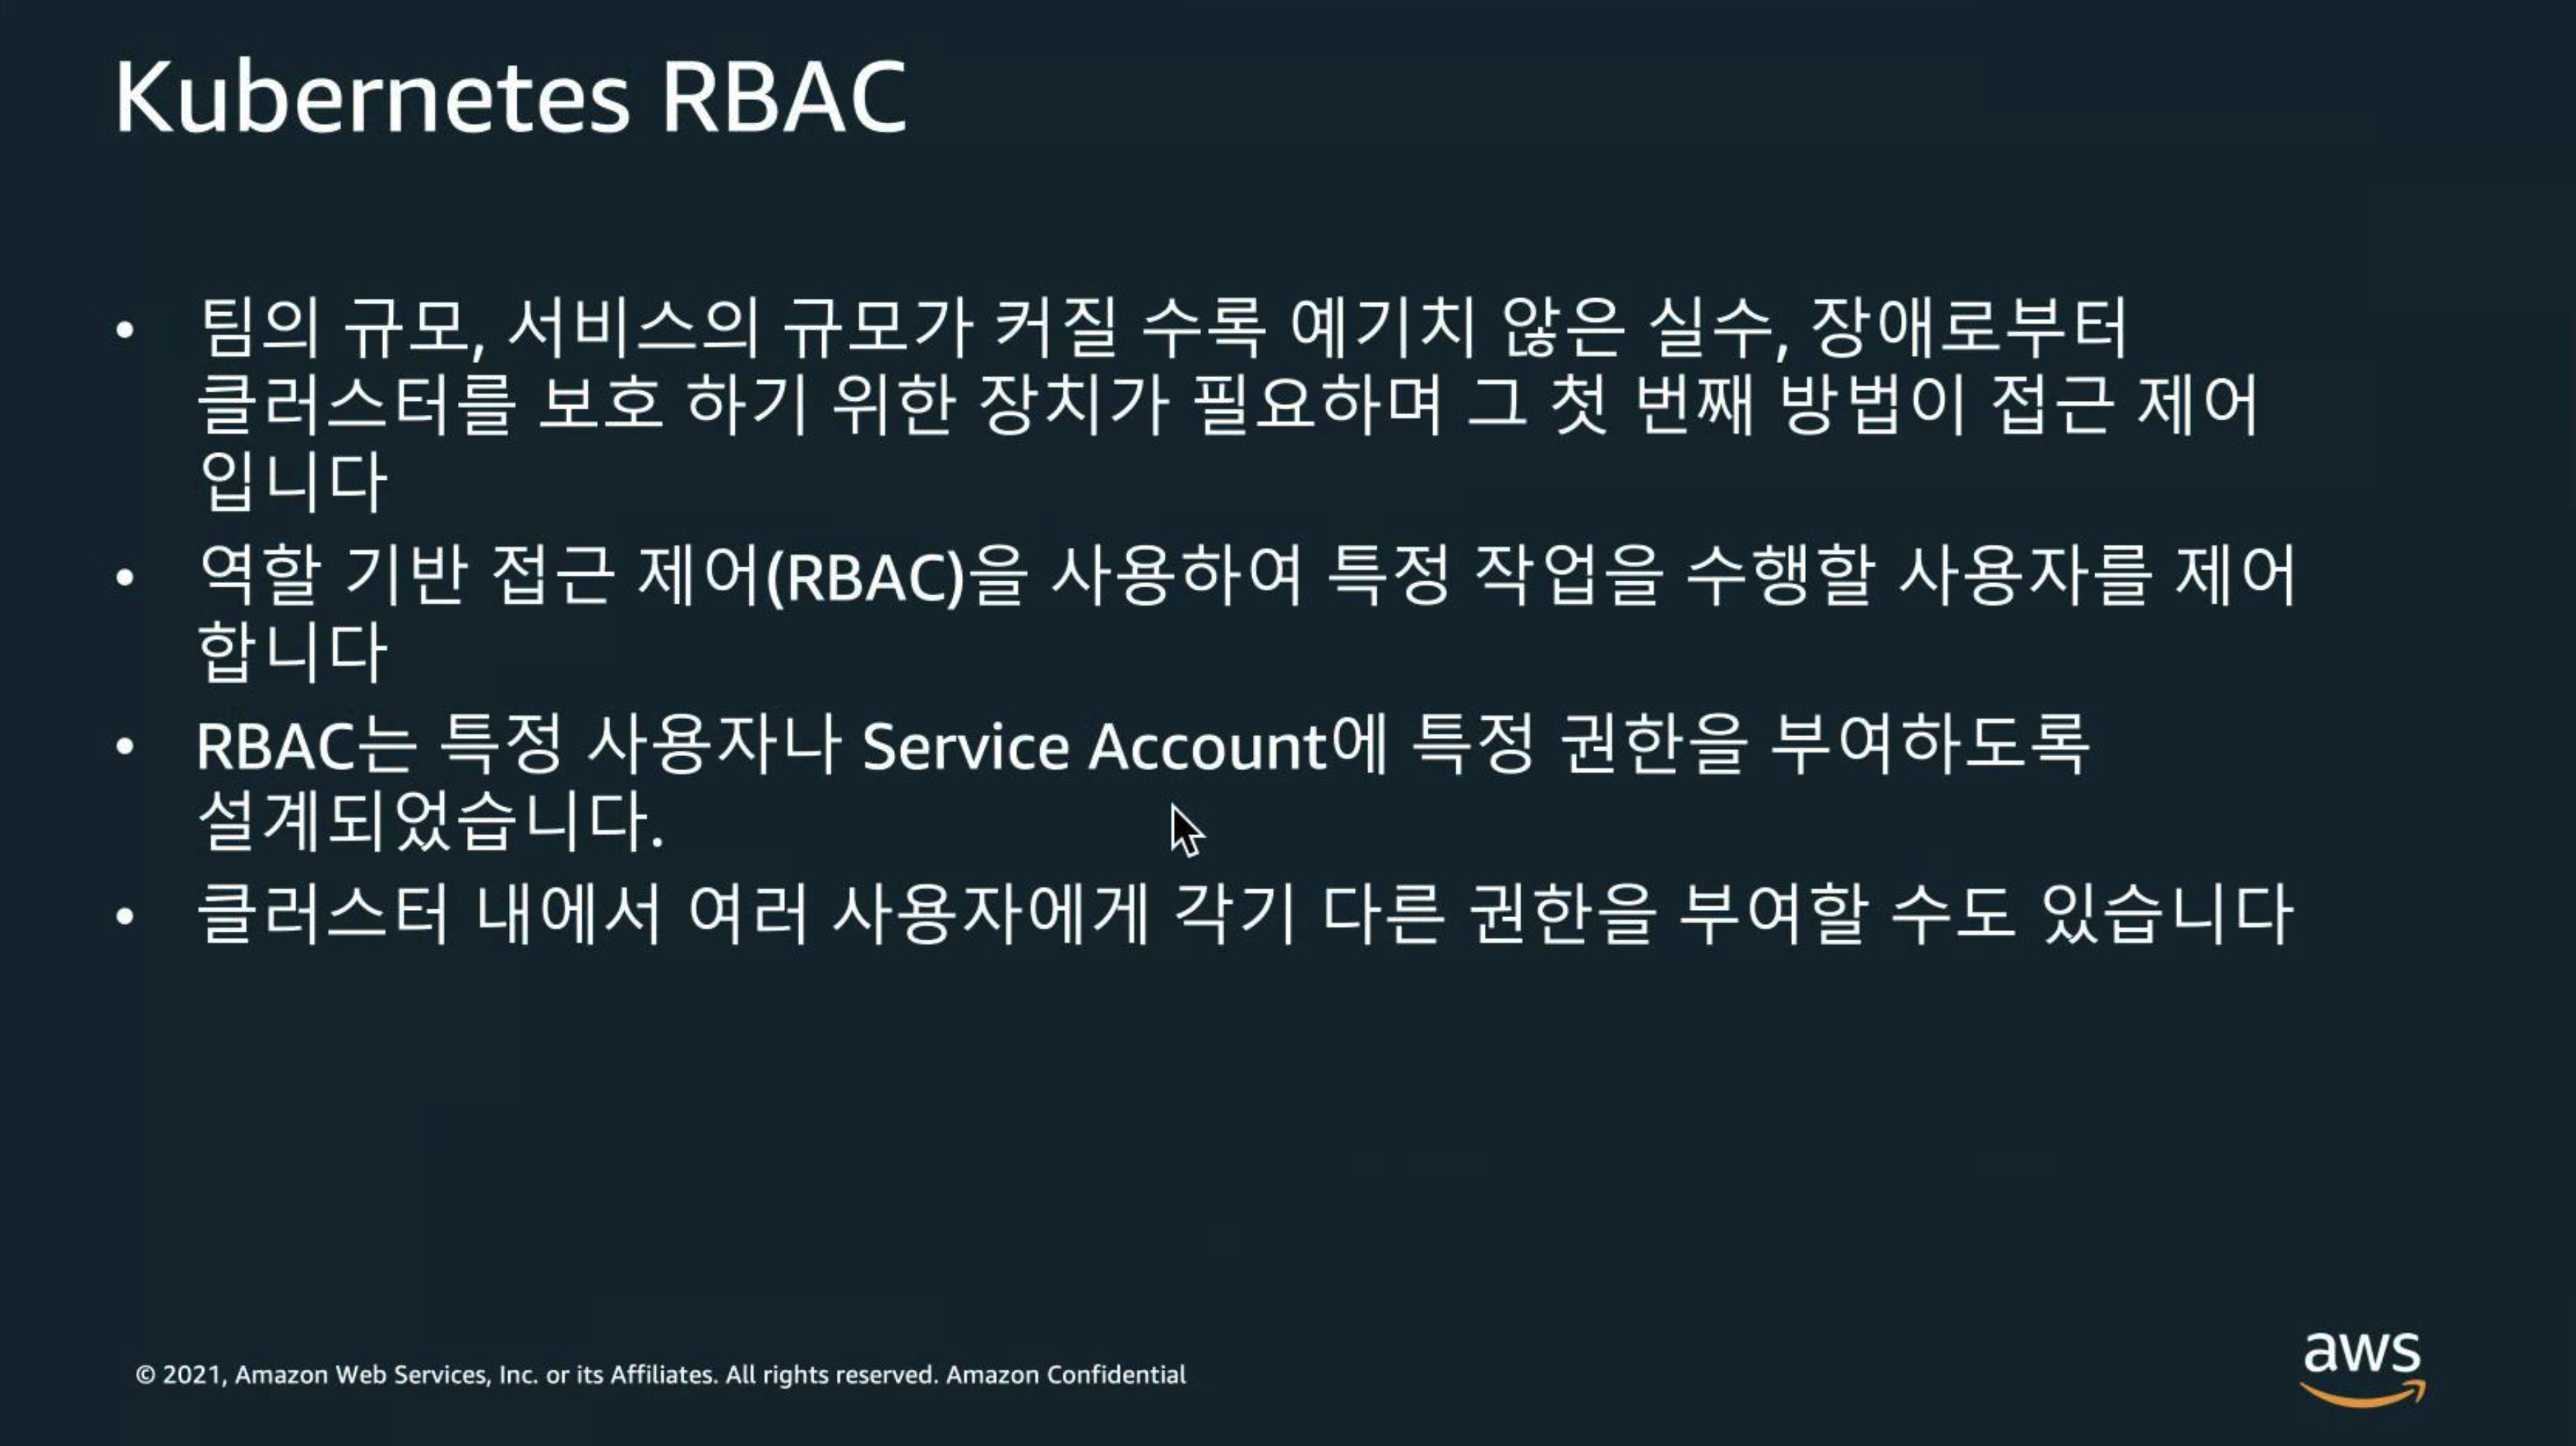 Kubernetes RBAC
• 팀의 규모, 서비스의 규모가 커질 수록 예기치 않은 실수, 장애로부터
클러스터를 보호 하기 위한 장치가 필요하며 그 첫 번째 방법이 접근 제어
입니다
• 역할 기반 접근 제어(RBAC)을 사용하여 특정 작업을 수행할 사용자를 제어
합니다
• RBAC는 특정 사용자나 Service Account에 특정 권한을 부여하도록
설계되었습니다.
• 클러스터 내에서 여러 사용자에게 각기 다른 권한을 부여할 수도 있습니다
© 2021, Amazon Web Services, Inc. or its Affiliates. All rights reserved. Amazon Confidential
aws